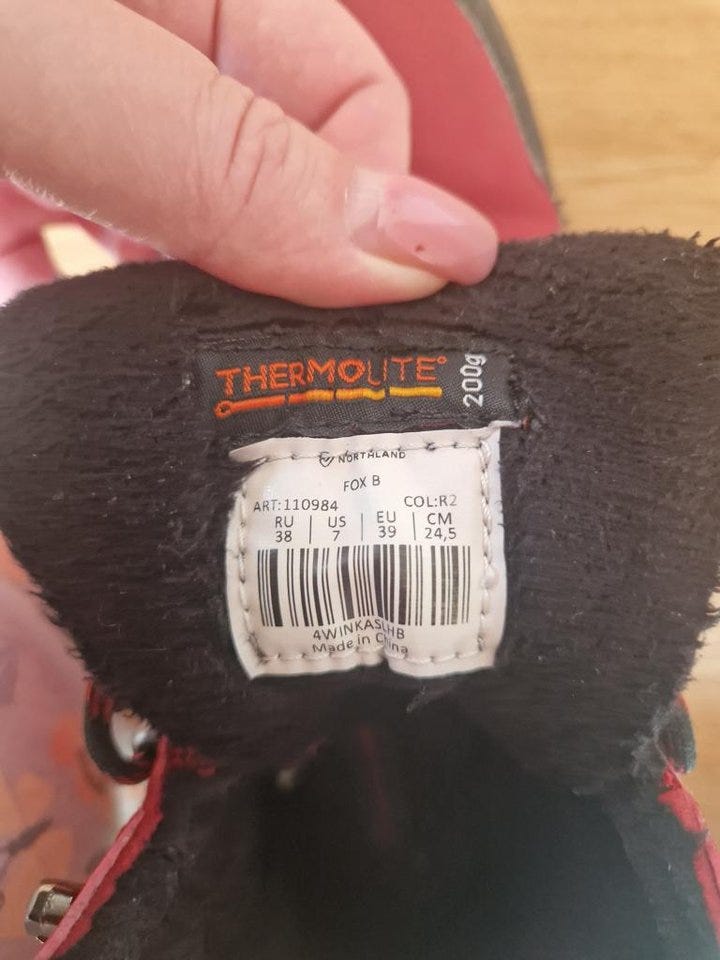 THERMOLITE®
200g
NORTHLAND
FOX B
ART:110984 COL:R2
RU | US | EU | CM
38 | 7 | 39 | 24,5
Made in China